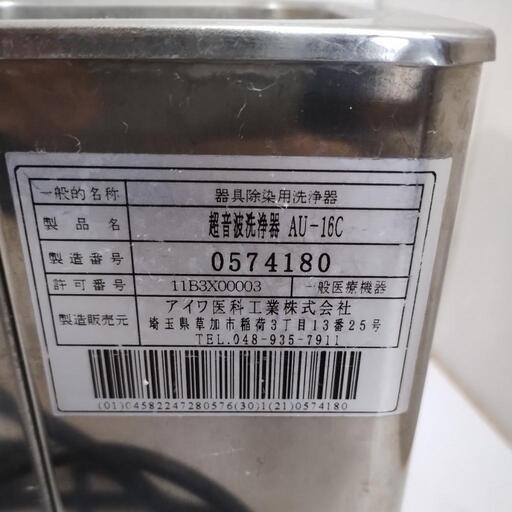 一般的名称 器具除染用洗浄器
製品名 超音波洗浄器 AU-16C
製造番号 0574180
許可番号 11B3X00003 一般医療機器
製造販売元 アイワ医科工業株式会社
埼玉県草加市稲荷3丁目13番25号
TEL.048-935-7911
(01)04582247280576(30)1(21)0574180